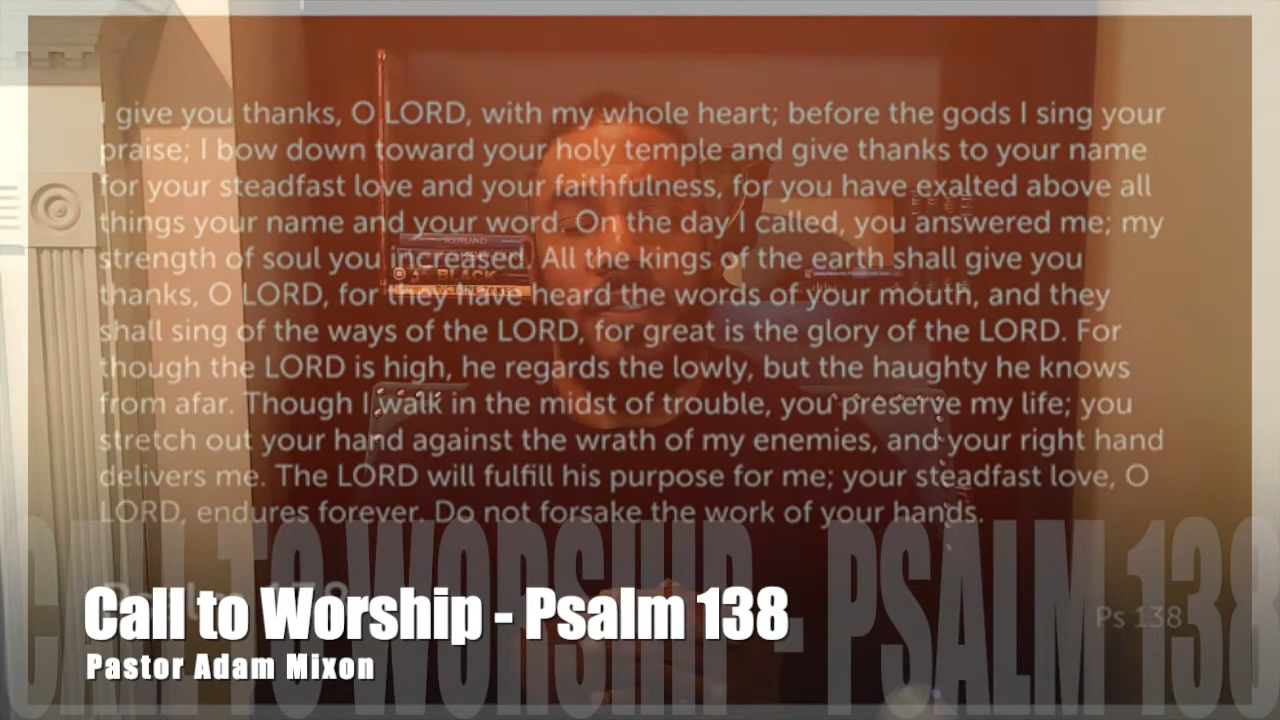 I give you thanks, O LORD, with my whole heart; before the gods I sing your
praise; I bow down toward your holy temple and give thanks to your name
for your steadfast love and your faithfulness, for you have exalted above all
things your name and your word. On the day I called, you answered me; my
strength of soul you increased. All the kings of the earth shall give you
thanks, O LORD, for they have heard the words of your mouth, and they
shall sing of the ways of the LORD, for great is the glory of the LORD. For
though the LORD is high, he regards the lowly, but the haughty he knows
from afar. Though I walk in the midst of trouble, you preserve my life; you
stretch out your hand against the wrath of my enemies, and your right hand
delivers me. The LORD will fulfill his purpose for me; your steadfast love, O
LORD, endures forever. Do not forsake the work of your hands.
BLACK
CALL TO WORSHIP - PSALM 138
Call to Worship - Psalm 138
Pastor Adam Mixon
Ps 138